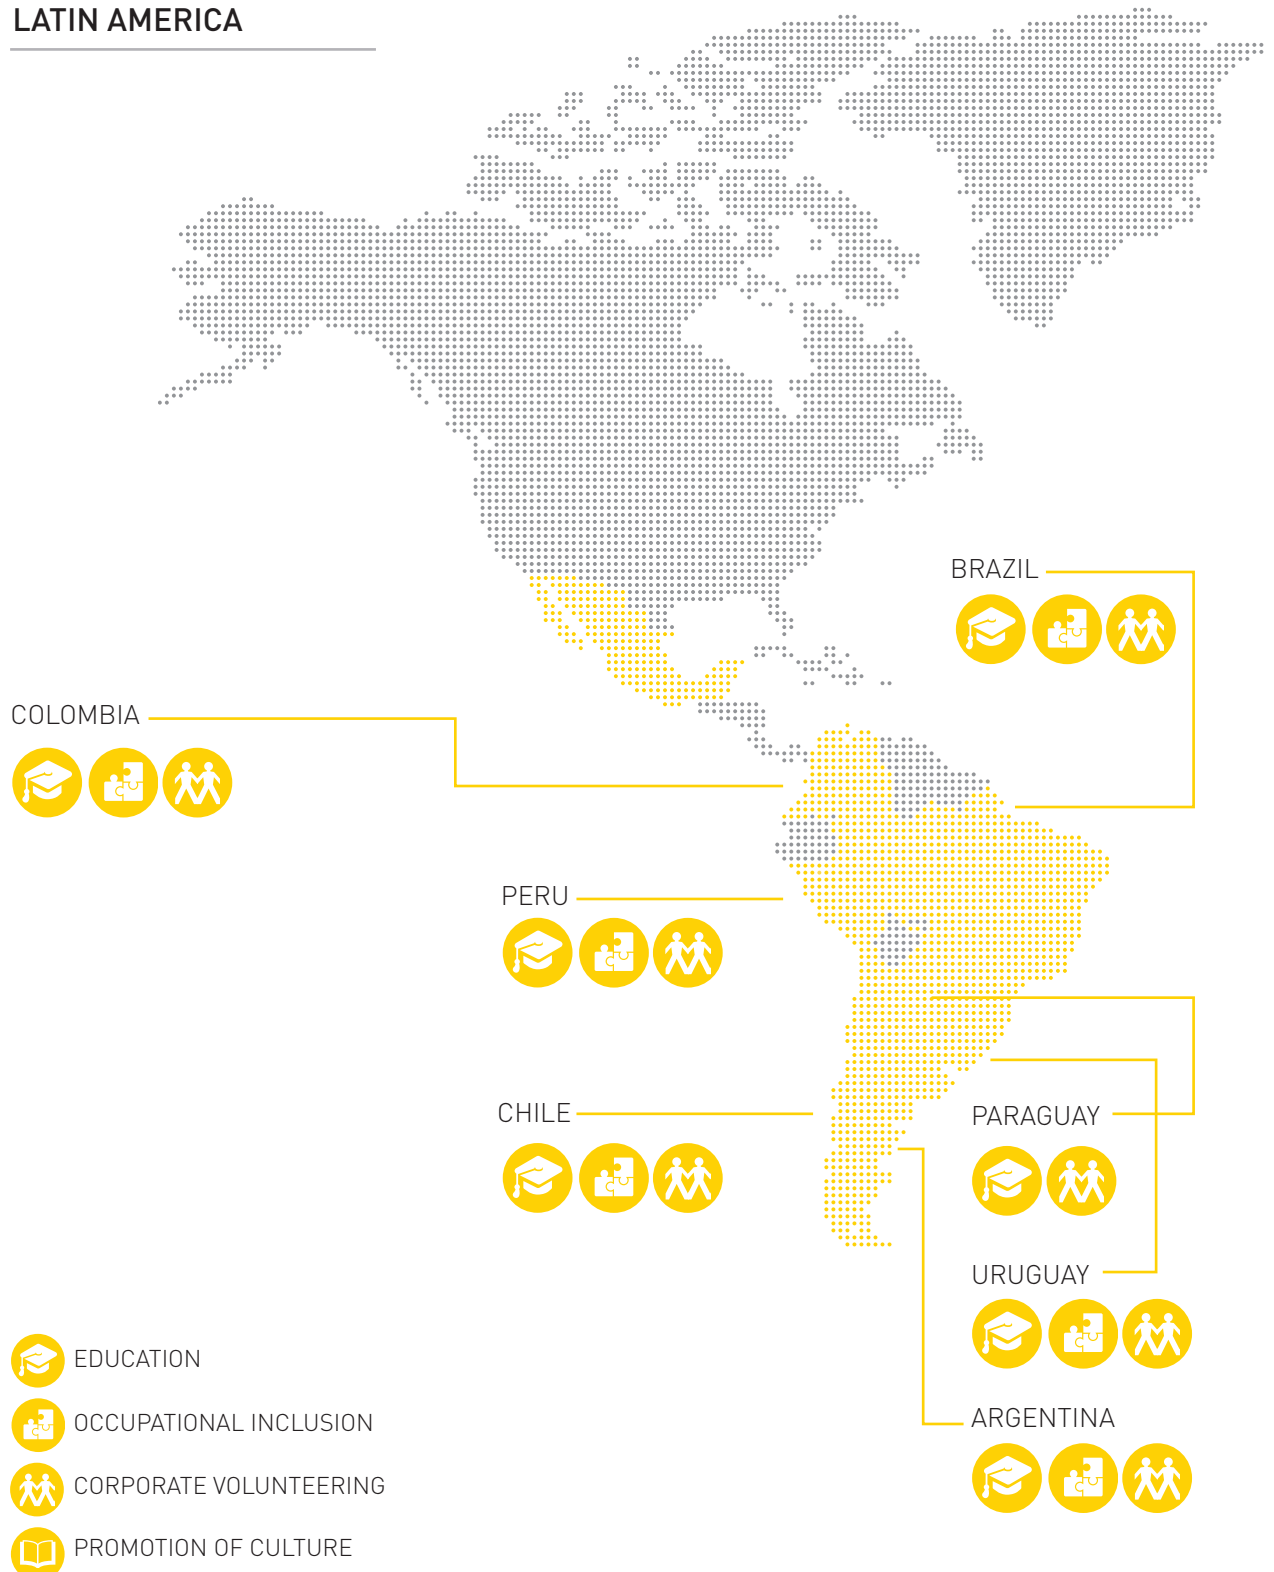 LATIN AMERICA
BRAZIL
COLOMBIA
PERU
CHILE
PARAGUAY
URUGUAY
ARGENTINA
EDUCATION
OCCUPATIONAL INCLUSION
CORPORATE VOLUNTEERING
PROMOTION OF CULTURE